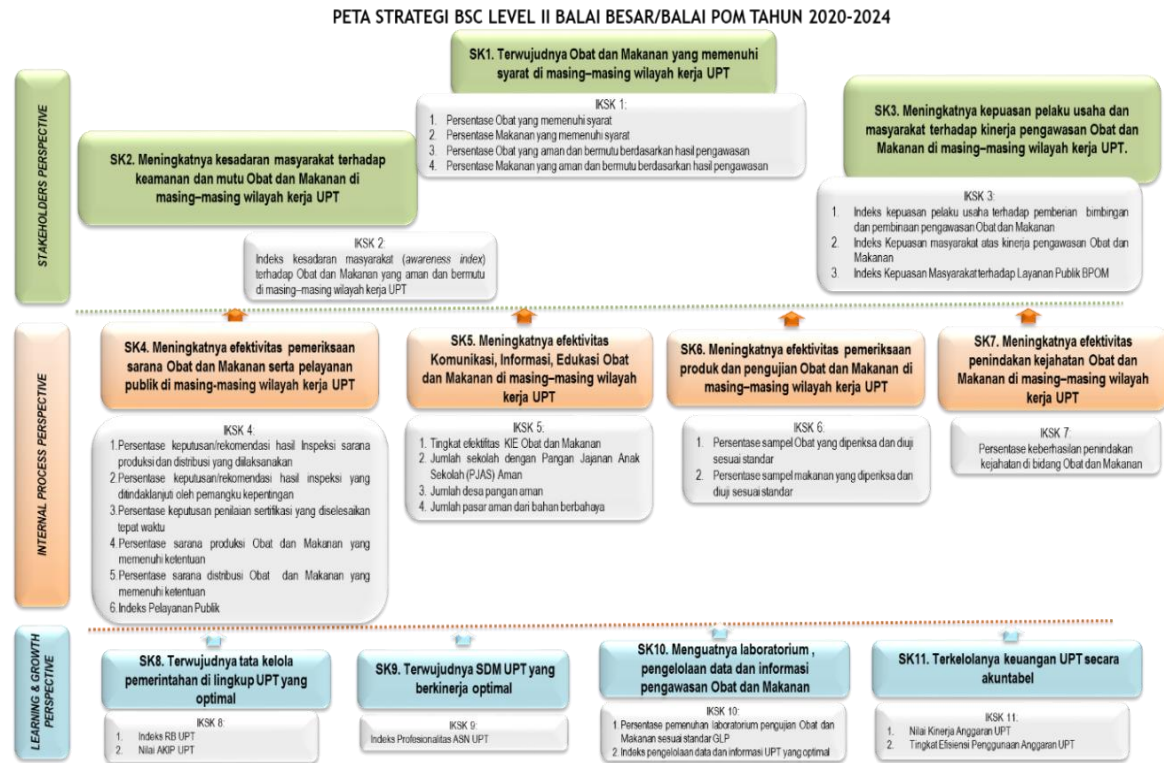 PETA STRATEGI BSC LEVEL II BALAI BESAR/BALAI POM TAHUN 2020-2024
STAKEHOLDERS PERSPECTIVE
SK1. Terwujudnya Obat dan Makanan yang memenuhi
syarat di masing–masing wilayah kerja UPT
IKSK 1:
1. Persentase Obat yang memenuhi syarat
2. Persentase Makanan yang memenuhi syarat
3. Persentase Obat yang aman dan bermutu berdasarkan hasil pengawasan
4. Persentase Makanan yang aman dan bermutu berdasarkan hasil pengawasan
SK2. Meningkatnya kesadaran masyarakat terhadap
keamanan dan mutu Obat dan Makanan di
masing–masing wilayah kerja UPT
IKSK 2:
Indeks kesadaran masyarakat (awareness index)
terhadap Obat dan Makanan yang aman dan bermutu
di masing–masing wilayah kerja UPT
SK3. Meningkatnya kepuasan pelaku usaha dan
masyarakat terhadap kinerja pengawasan Obat dan
Makanan di masing–masing wilayah kerja UPT.
IKSK 3:
1. Indeks kepuasan pelaku usaha terhadap pemberian bimbingan
dan pembinaan pengawasan Obat dan Makanan
2. Indeks Kepuasan masyarakat atas kinerja pengawasan Obat dan
Makanan
3. Indeks Kepuasan Masyarakat terhadap Layanan Publik BPOM
INTERNAL PROCESS PERSPECTIVE
SK4. Meningkatnya efektivitas pemeriksaan
sarana Obat dan Makanan serta pelayanan
publik di masing-masing wilayah kerja UPT
IKSK 4:
1.Persentase keputusan/rekomendasi hasil Inspeksi sarana
produksi dan distribusi yang dilaksanakan
2.Persentase keputusan/rekomendasi hasil inspeksi yang
ditindaklanjuti oleh pemangku kepentingan
3.Persentase keputusan penilaian sertifikasi yang diselesaikan
tepat waktu
4.Persentase sarana produksi Obat dan Makanan yang
memenuhi ketentuan
5.Persentase sarana distribusi Obat dan Makanan yang
memenuhi ketentuan
6.Indeks Pelayanan Publik
SK5. Meningkatnya efektivitas
Komunikasi, Informasi, Edukasi Obat
dan Makanan di masing–masing wilayah
kerja UPT
IKSK 5:
1. Tingkat efektifitas KIE Obat dan Makanan
2. Jumlah sekolah dengan Pangan Jajanan Anak
Sekolah (PJAS) Aman
3. Jumlah desa pangan aman
4. Jumlah pasar aman dari bahan berbahaya
SK6. Meningkatnya efektivitas pemeriksaan
produk dan pengujian Obat dan Makanan di
masing–masing wilayah kerja UPT
IKSK 6:
1. Persentase sampel Obat yang diperiksa dan diuji
sesuai standar
2. Persentase sampel makanan yang diperiksa dan
diuji sesuai standar
SK7. Meningkatnya efektivitas
penindakan kejahatan Obat dan
Makanan di masing–masing wilayah
kerja UPT
IKSK 7:
Persentase keberhasilan penindakan
kejahatan di bidang Obat dan Makanan
LEARNING & GROWTH
PERSPECTIVE
SK8. Terwujudnya tata kelola
pemerintahan di lingkup UPT yang
optimal
IKSK 8:
1. Indeks RB UPT
2. Nilai AKIP UPT
SK9. Terwujudnya SDM UPT yang
berkinerja optimal
IKSK 9:
Indeks Profesionalitas ASN UPT
SK10. Menguatnya laboratorium ,
pengelolaan data dan informasi
pengawasan Obat dan Makanan
IKSK 10:
1.Persentase pemenuhan laboratorium pengujian Obat dan
Makanan sesuai standar GLP
2.Indeks pengelolaan data dan informasi UPT yang optimal
SK11. Terkelolanya keuangan UPT secara
akuntabel
IKSK 11:
1. Nilai Kinerja Anggaran UPT
2. Tingkat Efisiensi Penggunaan Anggaran UPT